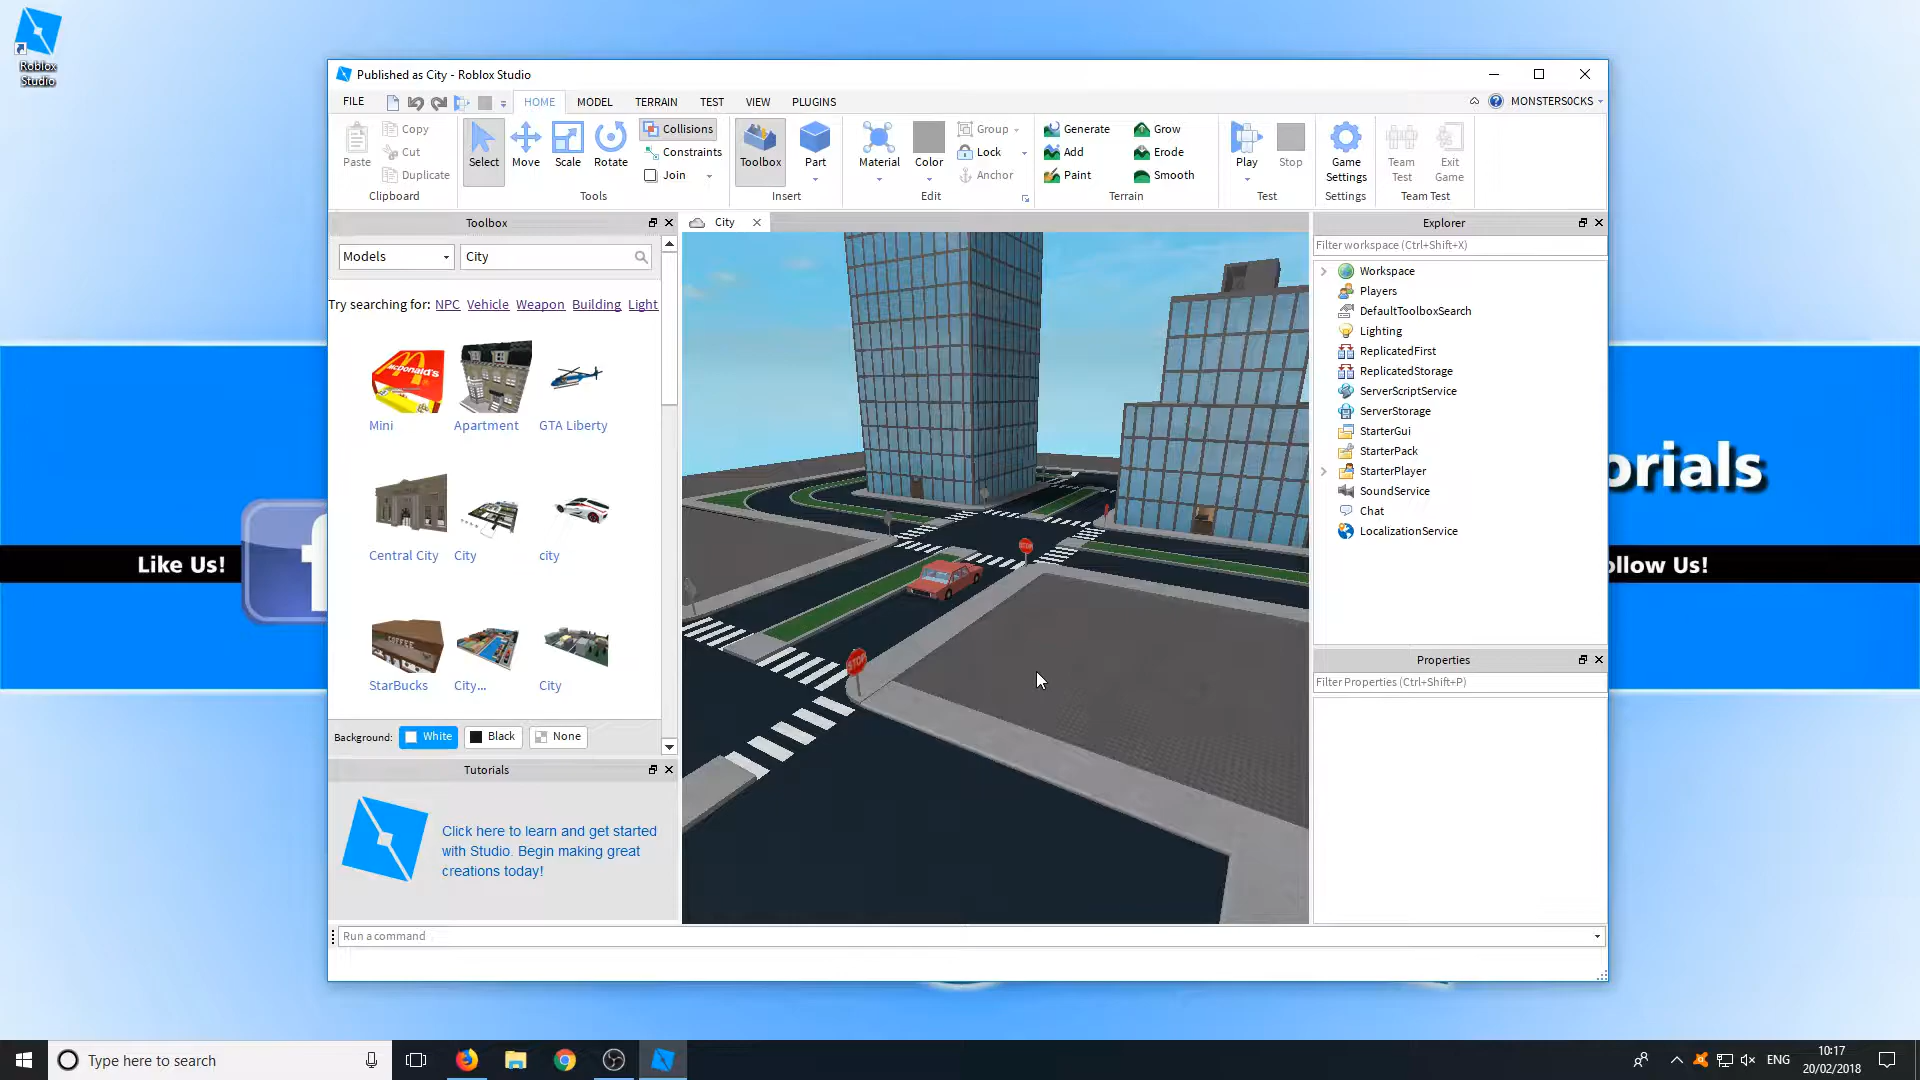 Roblox
Studio
Published as City - Roblox Studio
FILE
HOME
MODEL
TERRAIN
TEST
VIEW
PLUGINS
MONSTERS0CKS
Paste
Copy
Cut
Duplicate
Clipboard
Select
Move
Scale
Rotate
Collisions
Constraints
Join
Tools
Toolbox
Part
Insert
Material
Color
Group
Lock
Anchor
Edit
Generate
Add
Paint
Grow
Erode
Smooth
Terrain
Play
Stop
Test
Game
Settings
Settings
Team
Test
Exit
Game
Team Test
Toolbox
Models
City
Try searching for: NPC Vehicle Weapon Building Light
McDonald's
Mini
Apartment
GTA Liberty
Central City
City
city
COFFEE
StarBucks
City...
City
Background:
White
Black
None
Tutorials
Click here to learn and get started
with Studio. Begin making great
creations today!
City
STOP
STOP
Explorer
Filter workspace (Ctrl+Shift+X)
Workspace
Players
DefaultToolboxSearch
Lighting
ReplicatedFirst
ReplicatedStorage
ServerScriptService
ServerStorage
StarterGui
StarterPack
StarterPlayer
SoundService
Chat
LocalizationService
Properties
Filter Properties (Ctrl+Shift+P)
Run a command
Like Us!
orials
ollow Us!
Type here to search
ENG
10:17
20/02/2018